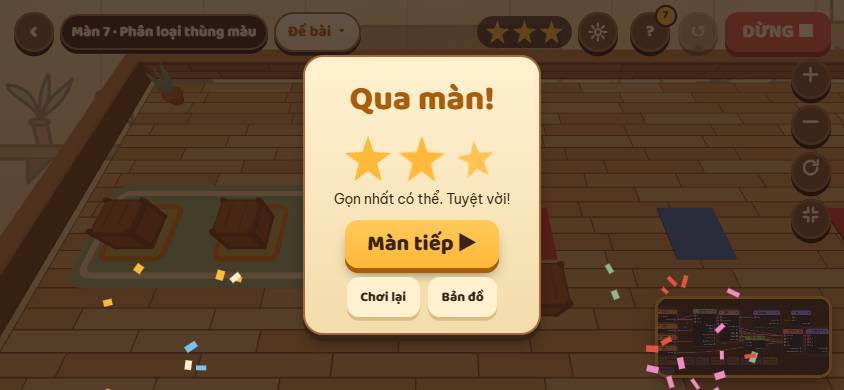 Màn 7 · Phân loại thùng màu
Đề bài
7
?
DỪNG
Qua màn!
Gọn nhất có thể. Tuyệt vời!
Màn tiếp
Chơi lại
Bản đồ